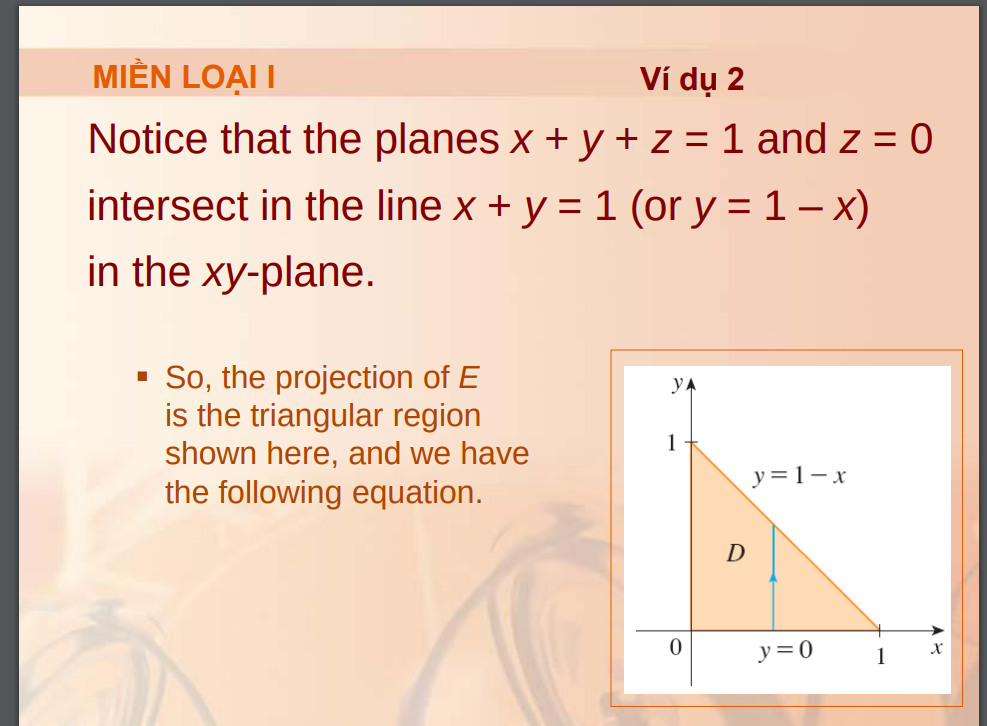 MIỀN LOẠI I
Ví dụ 2
Notice that the planes x + y + z = 1 and z = 0
intersect in the line x + y = 1 (or y = 1 – x)
in the xy-plane.
▪ So, the projection of E
is the triangular region
shown here, and we have
the following equation.
y
1
y = 1 − x
D
0
y = 0
1
x